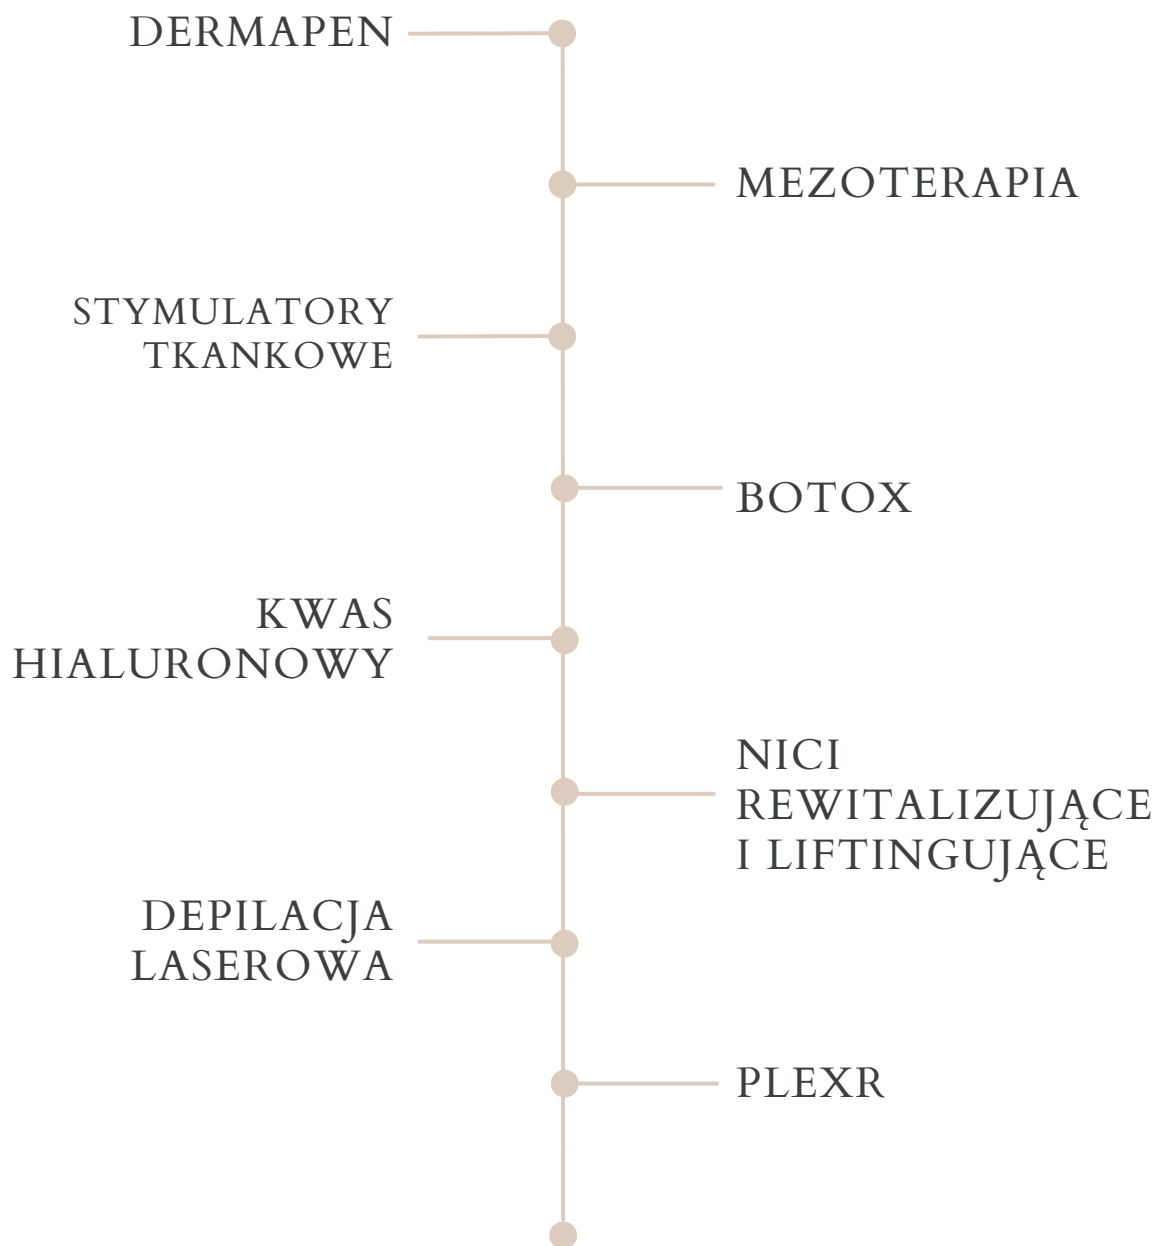 DERMAPEN
MEZOTERAPIA
STYMULATORY
TKANKOWE
BOTOX
KWAS
HIALURONOWY
NICI
REWITALIZUJĄCE
I LIFTINGUJĄCE
DEPILACJA
LASEROWA
PLEXR